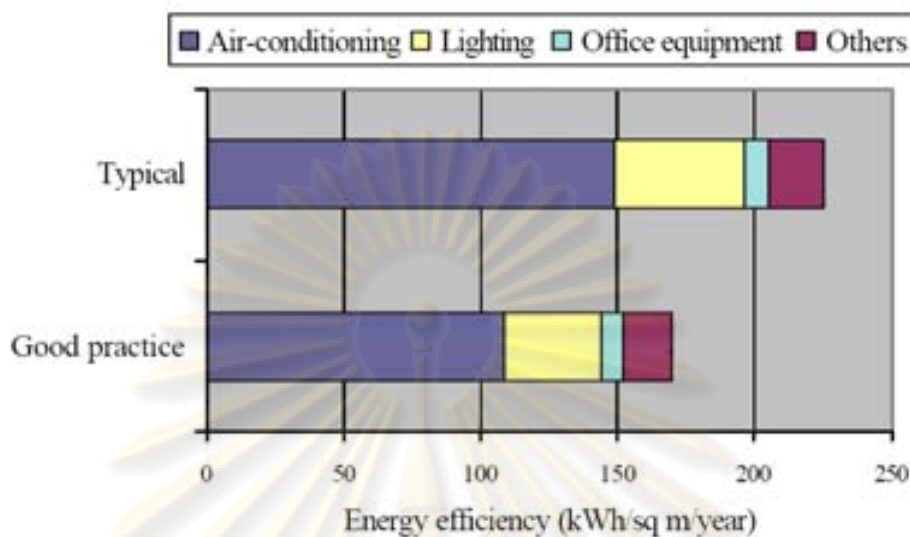 Air-conditioning Lighting Office equipment Others
Typical
Good practice
0 50 100 150 200 250
Energy efficiency (kWh/sq m/year)